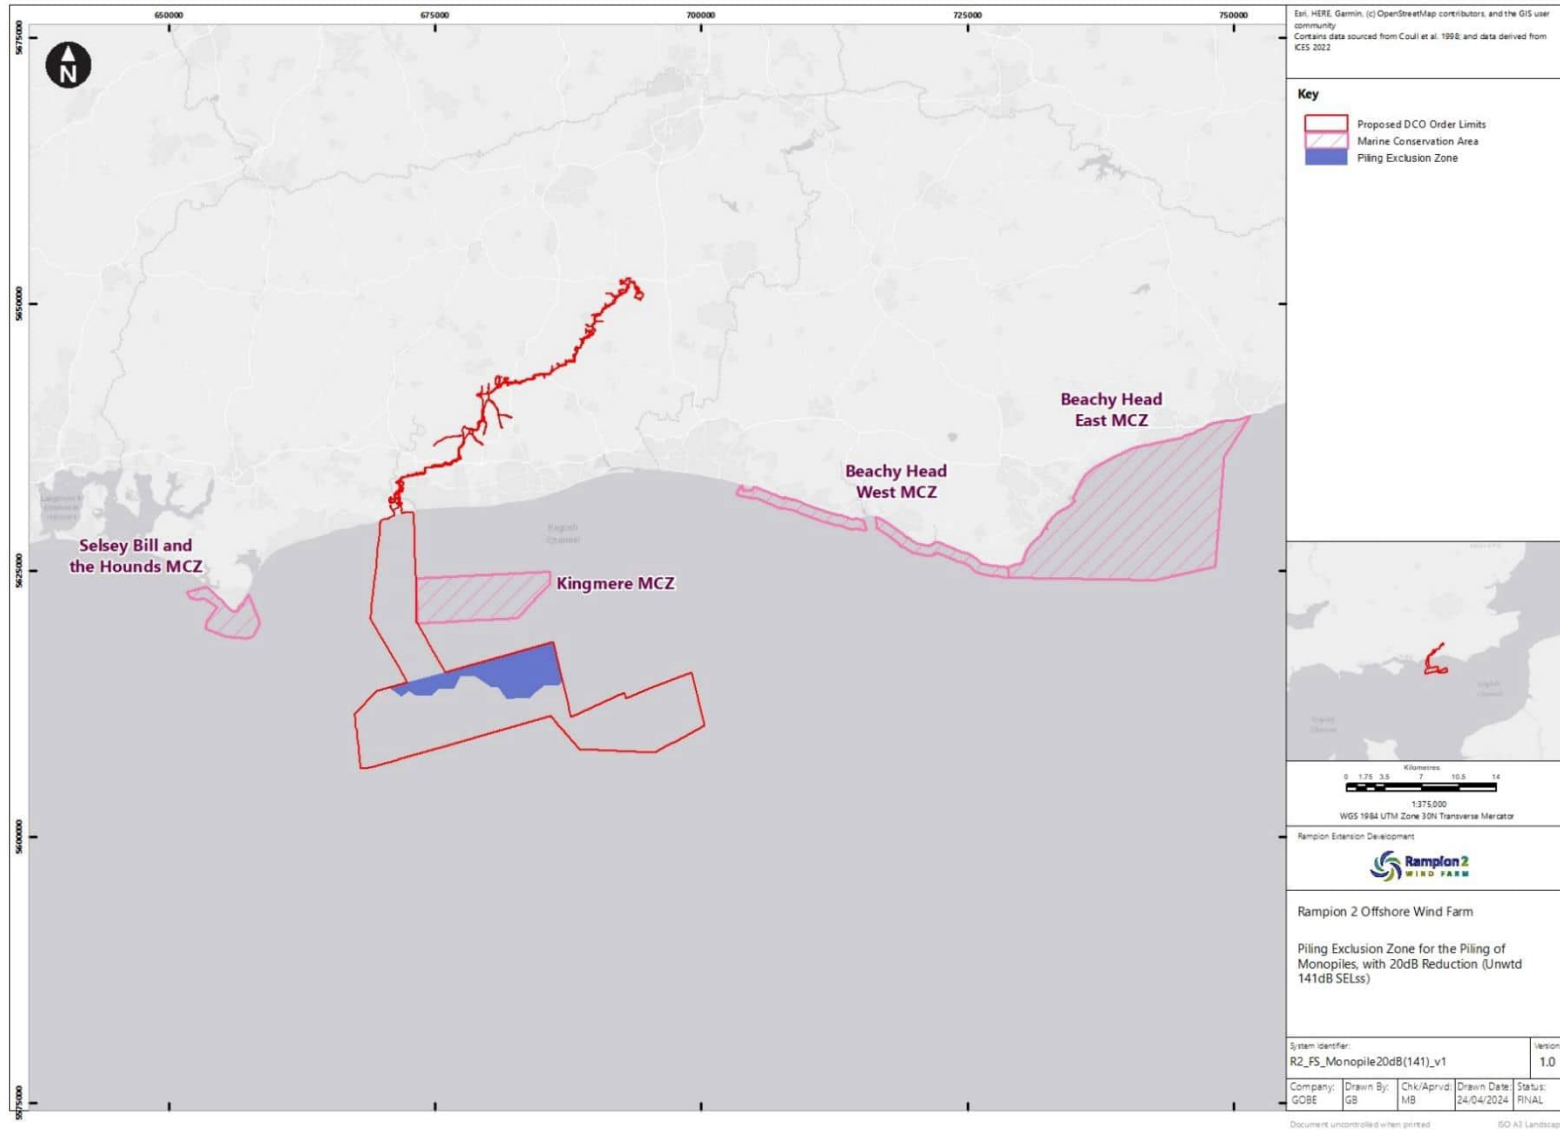 650000
675000
700000
725000
750000
5675000
5650000
5625000
5600000
5575000
N
Selsey Bill and
the Hounds MCZ
Kingmere MCZ
Beachy Head
West MCZ
Beachy Head
East MCZ
English
Channel
Esri, HERE, Garmin, (c) OpenStreetMap contributors, and the GIS user
community
Contains data sourced from Coull et al. 1998; and data derived from
ICES 2022
Key
Proposed DCO Order Limits
Marine Conservation Area
Piling Exclusion Zone
Kilometres
0 1.75 3.5 7 10.5 14
1:375,000
WGS 1984 UTM Zone 30N Transverse Mercator
Rampion Extension Development
Rampion 2
WIND FARM
Rampion 2 Offshore Wind Farm
Piling Exclusion Zone for the Piling of
Monopiles, with 20dB Reduction (Unwtd
141dB SELss)
System Identifier:
R2_FS_Monopile20dB(141)_v1
Version
1.0
Company:
GOBE
Drawn By:
GB
Chk/Aprvd:
MB
Drawn Date:
24/04/2024
Status:
FINAL
Document uncontrolled when printed
ISO A3 Landscap